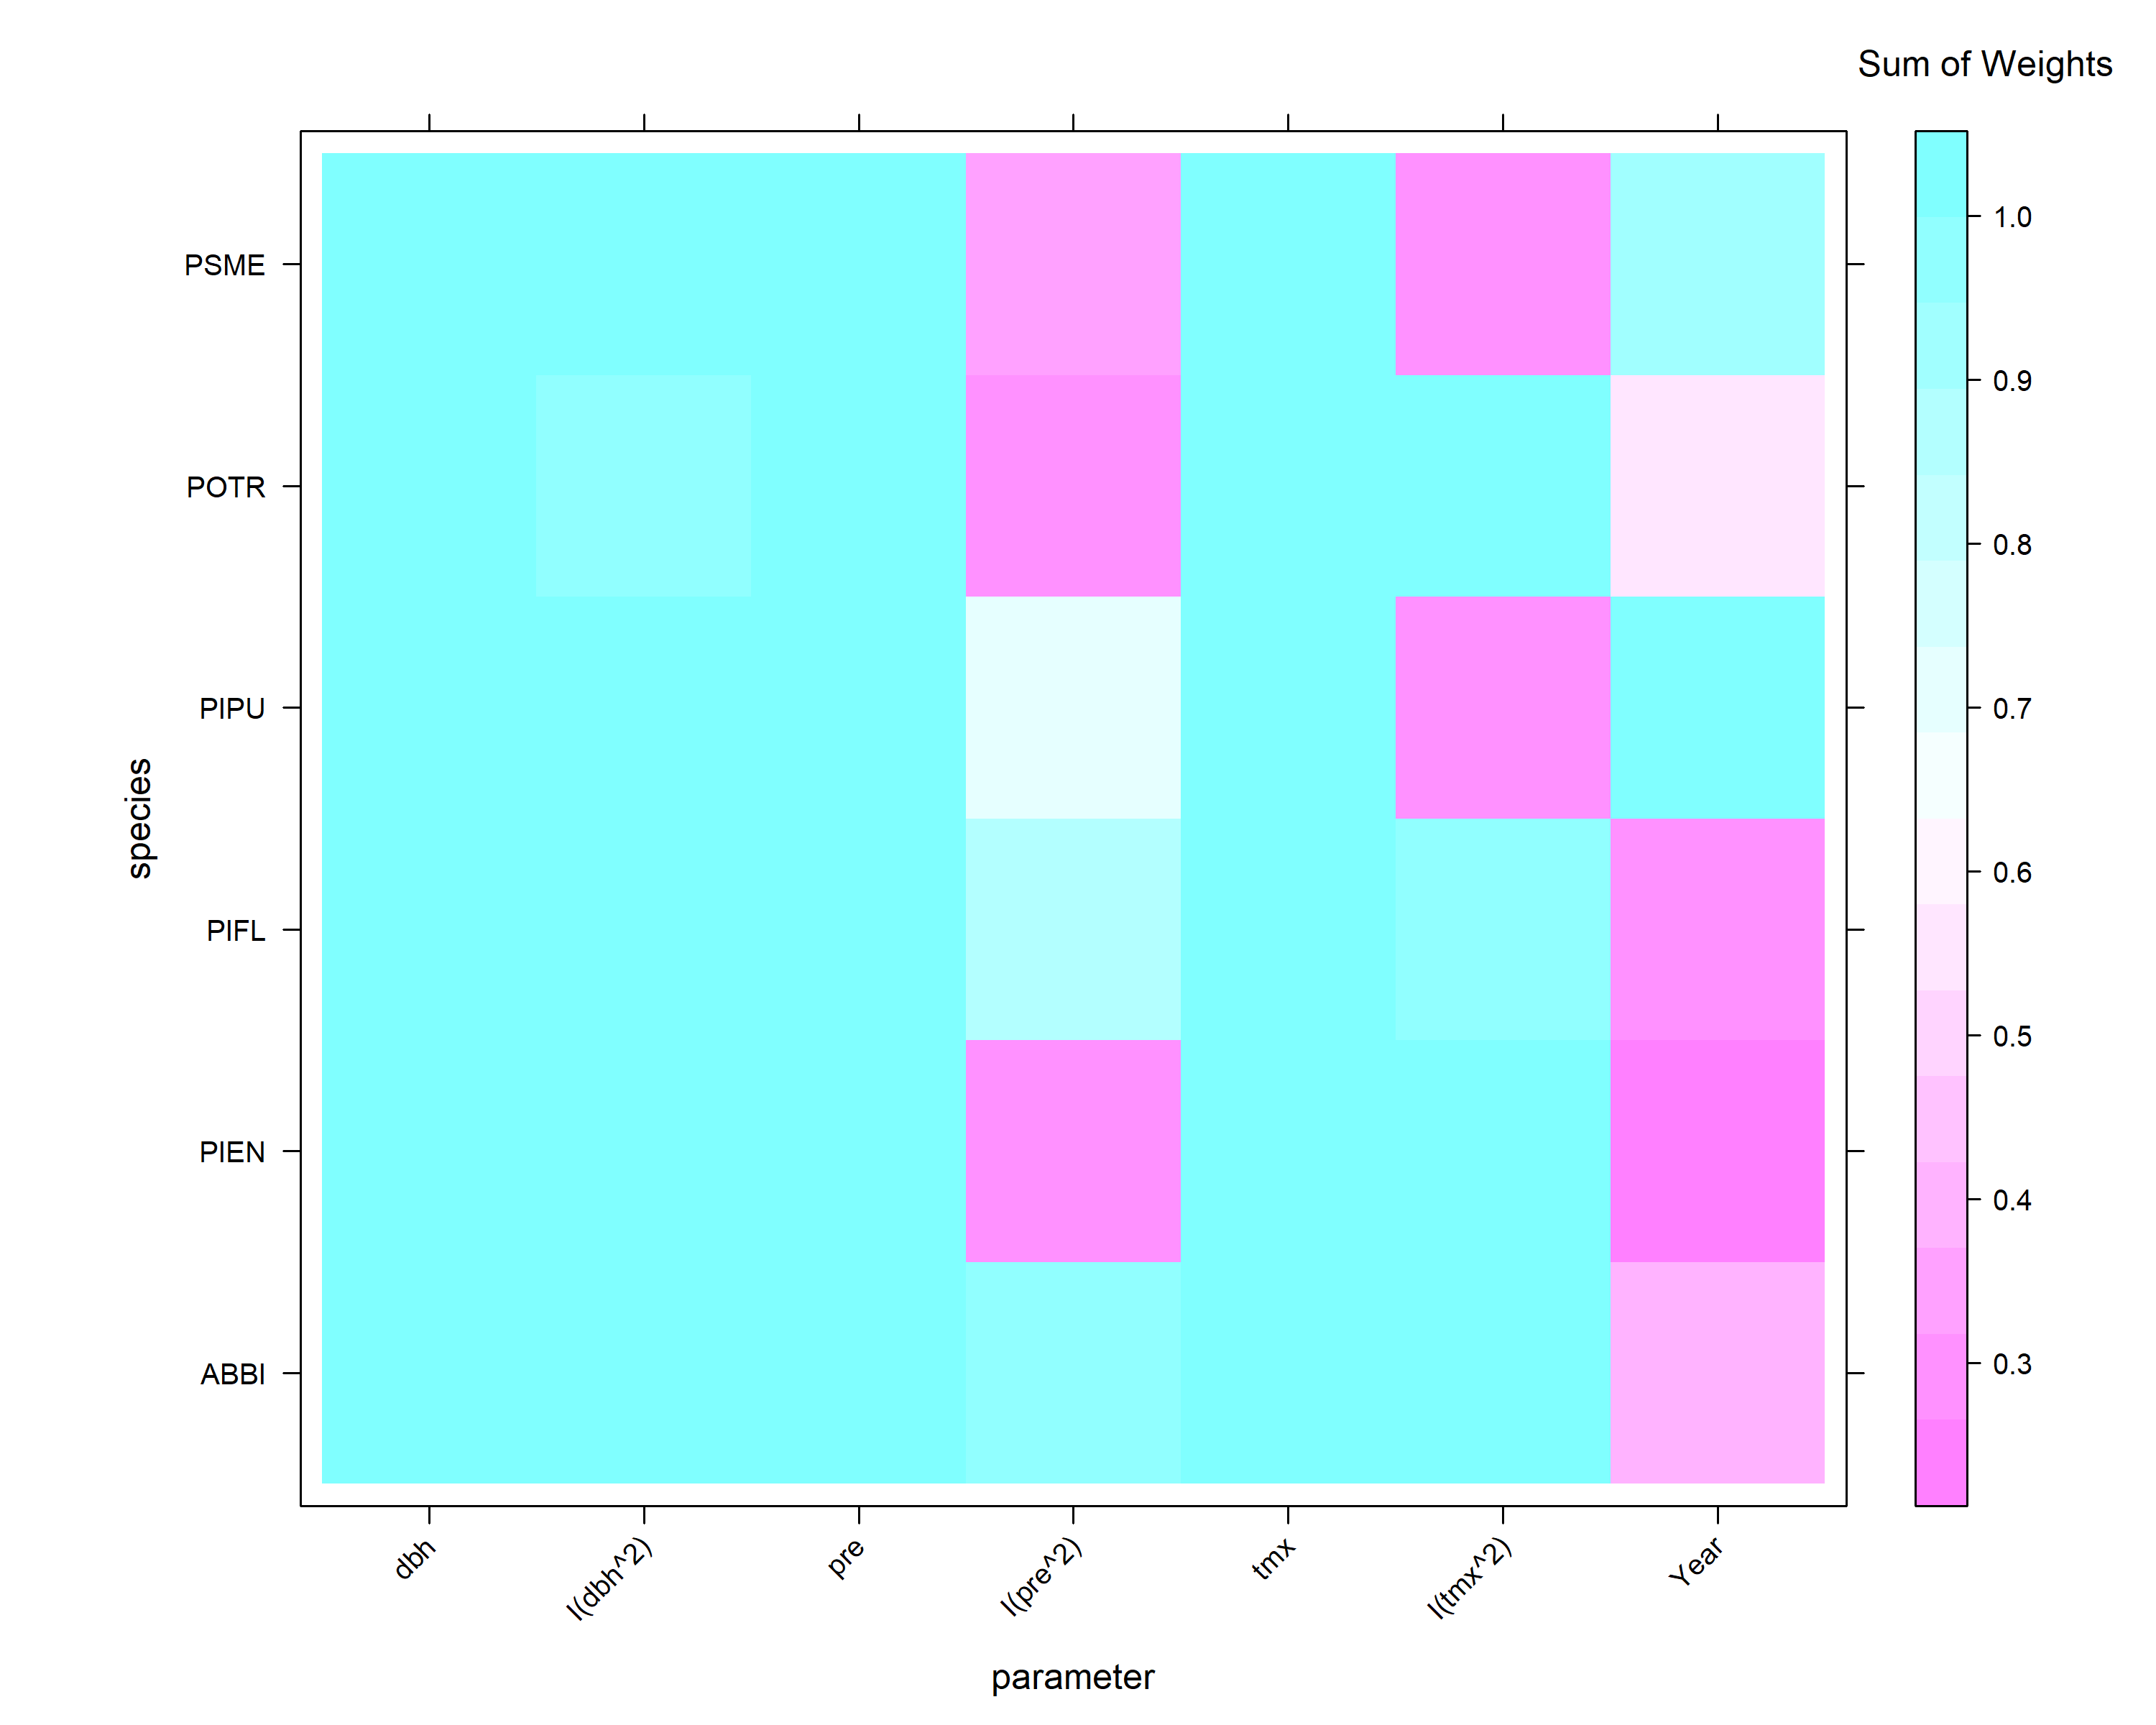 Sum of Weights
1.0
0.9
0.8
0.7
0.6
0.5
0.4
0.3
species
PSME
POTR
PIPU
PIFL
PIEN
ABBI
dbh
I(dbh^2)
pre
I(pre^2)
tmx
I(tmx^2)
Year
parameter